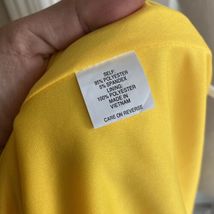 SELF:
95% POLYESTER
5% SPANDEX
LINING:
100% POLYESTER
MADE IN
VIETNAM
CARE ON REVERSE